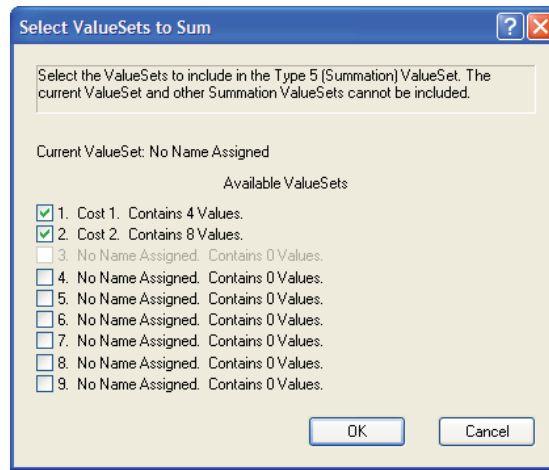 Select ValueSets to Sum
Select the ValueSets to include in the Type 5 (Summation) ValueSet. The
current ValueSet and other Summation ValueSets cannot be included.
Current ValueSet: No Name Assigned
Available ValueSets
1. Cost 1. Contains 4 Values.
2. Cost 2. Contains 8 Values.
3. No Name Assigned. Contains 0 Values.
4. No Name Assigned. Contains 0 Values.
5. No Name Assigned. Contains 0 Values.
6. No Name Assigned. Contains 0 Values.
7. No Name Assigned. Contains 0 Values.
8. No Name Assigned. Contains 0 Values.
9. No Name Assigned. Contains 0 Values.
OK Cancel